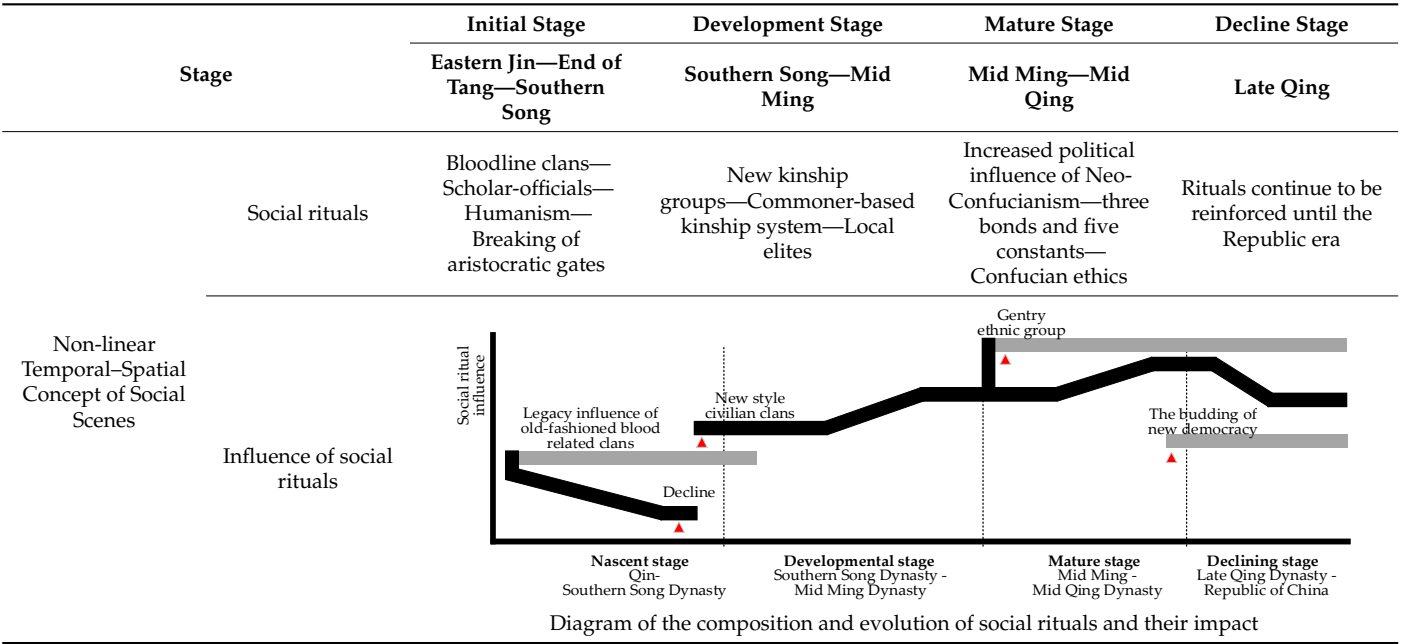 Stage
Initial Stage
Development Stage
Mature Stage
Decline Stage
Eastern Jin—End of
Tang—Southern
Song
Southern Song—Mid
Ming
Mid Ming—Mid
Qing
Late Qing
Non-linear
Temporal–Spatial
Concept of Social
Scenes
Social rituals
Bloodline clans—
Scholar-officials—
Humanism—
Breaking of
aristocratic gates
New kinship
groups—Commoner-based
kinship system—Local
elites
Increased political
influence of Neo-
Confucianism—three
bonds and five
constants—
Confucian ethics
Rituals continue to be
reinforced until the
Republic era
Influence of social
rituals
Social ritual
influence
Legacy influence of
old-fashioned blood
related clans
Decline
New style
civilian clans
Gentry
ethnic group
The budding of
new democracy
Nascent stage
Qin-
Southern Song Dynasty
Developmental stage
Southern Song Dynasty -
Mid Ming Dynasty
Mature stage
Mid Ming -
Mid Qing Dynasty
Declining stage
Late Qing Dynasty -
Republic of China
Diagram of the composition and evolution of social rituals and their impact